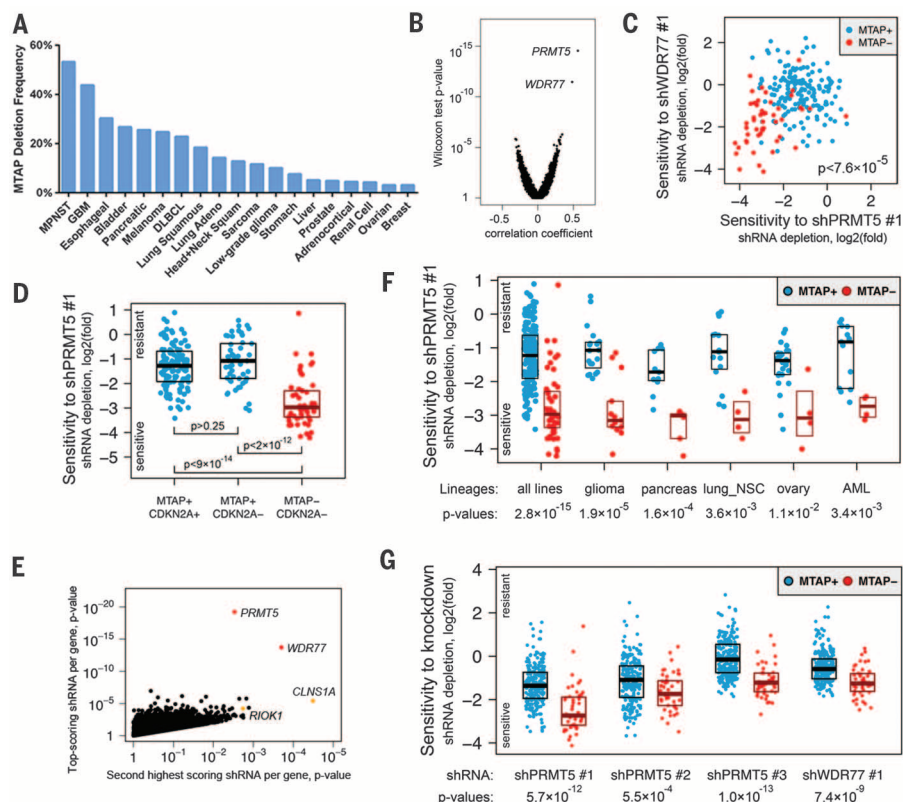 A
MTAP Deletion Frequency
60%
40%
20%
0%
MPNST
GBM
Esophageal
Bladder
Pancreatic
Melanoma
DLBCL
Lung Squamous
Lung Adeno
Head+Neck Squam
Sarcoma
Low-grade glioma
Stomach
Liver
Prostate
Adrenocortical
Renal Cell
Ovarian
Breast
B
Wilcoxon test p-value
10⁻¹⁵
10⁻¹⁰
10⁻⁵
1
PRMT5
WDR77
-0.5 0.0 0.5
correlation coefficient
C
Sensitivity to shWDR77 #1
shRNA depletion, log2(fold)
MTAP+
MTAP−
2
0
−2
−4
p<7.6×10⁻⁵
−4 −2 0 2
Sensitivity to shPRMT5 #1
shRNA depletion, log2(fold)
D
Sensitivity to shPRMT5 #1
shRNA depletion, log2(fold)
1
0
−1
−2
−3
−4
−5
resistant
sensitive
p>0.25
p<2×10⁻¹²
p<9×10⁻¹⁴
MTAP+ MTAP+ MTAP−
CDKN2A+ CDKN2A− CDKN2A−
E
Top-scoring shRNA per gene, p-value
10⁻²⁰
10⁻¹⁵
10⁻¹⁰
10⁻⁵
1
PRMT5
WDR77
CLNS1A
RIOK1
1 10⁻¹ 10⁻² 10⁻³ 10⁻⁴ 10⁻⁵
Second highest scoring shRNA per gene, p-value
F
Sensitivity to shPRMT5 #1
shRNA depletion, log2(fold)
MTAP+ MTAP−
1
0
−1
−2
−3
−4
resistant
sensitive
Lineages: all lines glioma pancreas lung_NSC ovary AML
p-values: 2.8×10⁻¹⁵ 1.9×10⁻⁵ 1.6×10⁻⁴ 3.6×10⁻³ 1.1×10⁻² 3.4×10⁻³
G
Sensitivity to knockdown
shRNA depletion, log2(fold)
MTAP+ MTAP−
4
2
0
−2
−4
resistant
sensitive
shRNA: shPRMT5 #1 shPRMT5 #2 shPRMT5 #3 shWDR77 #1
p-values: 5.7×10⁻¹² 5.5×10⁻⁴ 1.0×10⁻¹³ 7.4×10⁻⁹